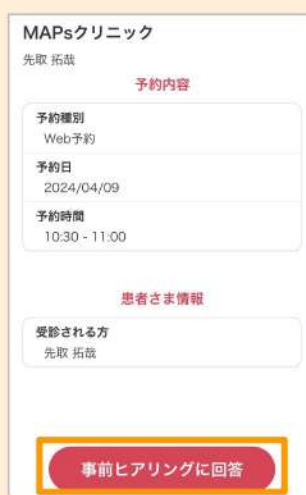 MAPsクリニック
先取 拓哉
予約内容
予約種別
Web予約
予約日
2024/04/09
予約時間
10:30 - 11:00
患者さま情報
受診される方
先取 拓哉
事前ヒアリングに回答